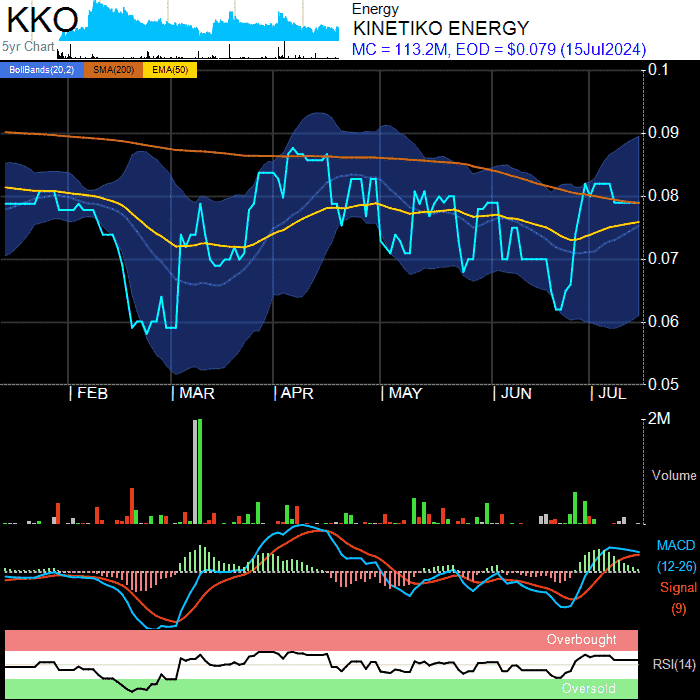 KKO
5yr Chart
Energy
KINETIKO ENERGY
MC = 113.2M, EOD = $0.079 (15Jul2024)
BollBands(20,2) SMA(200) EMA(50)
0.1
0.09
0.08
0.07
0.06
0.05
| FEB | MAR | APR | MAY | JUN | JUL
2M
Volume
MACD
(12-26)
Signal
(9)
Overbought
RSI(14)
Oversold